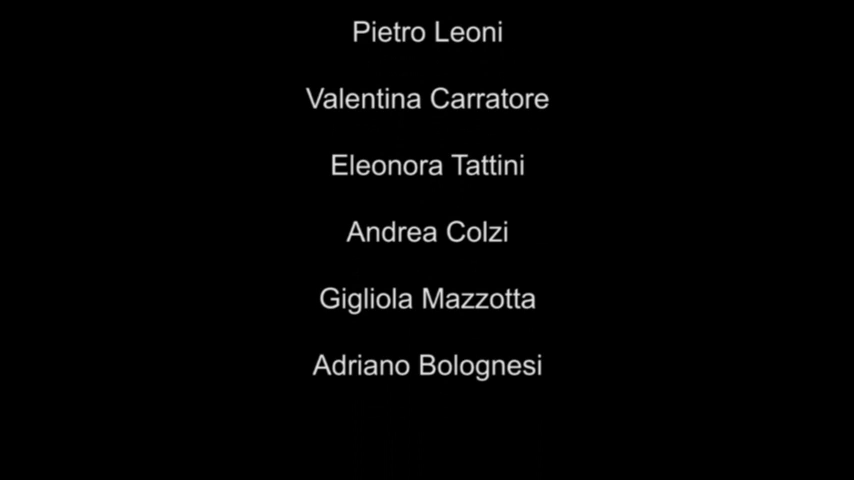 Pietro Leoni
Valentina Carratore
Eleonora Tattini
Andrea Colzi
Gigliola Mazzotta
Adriano Bolognesi